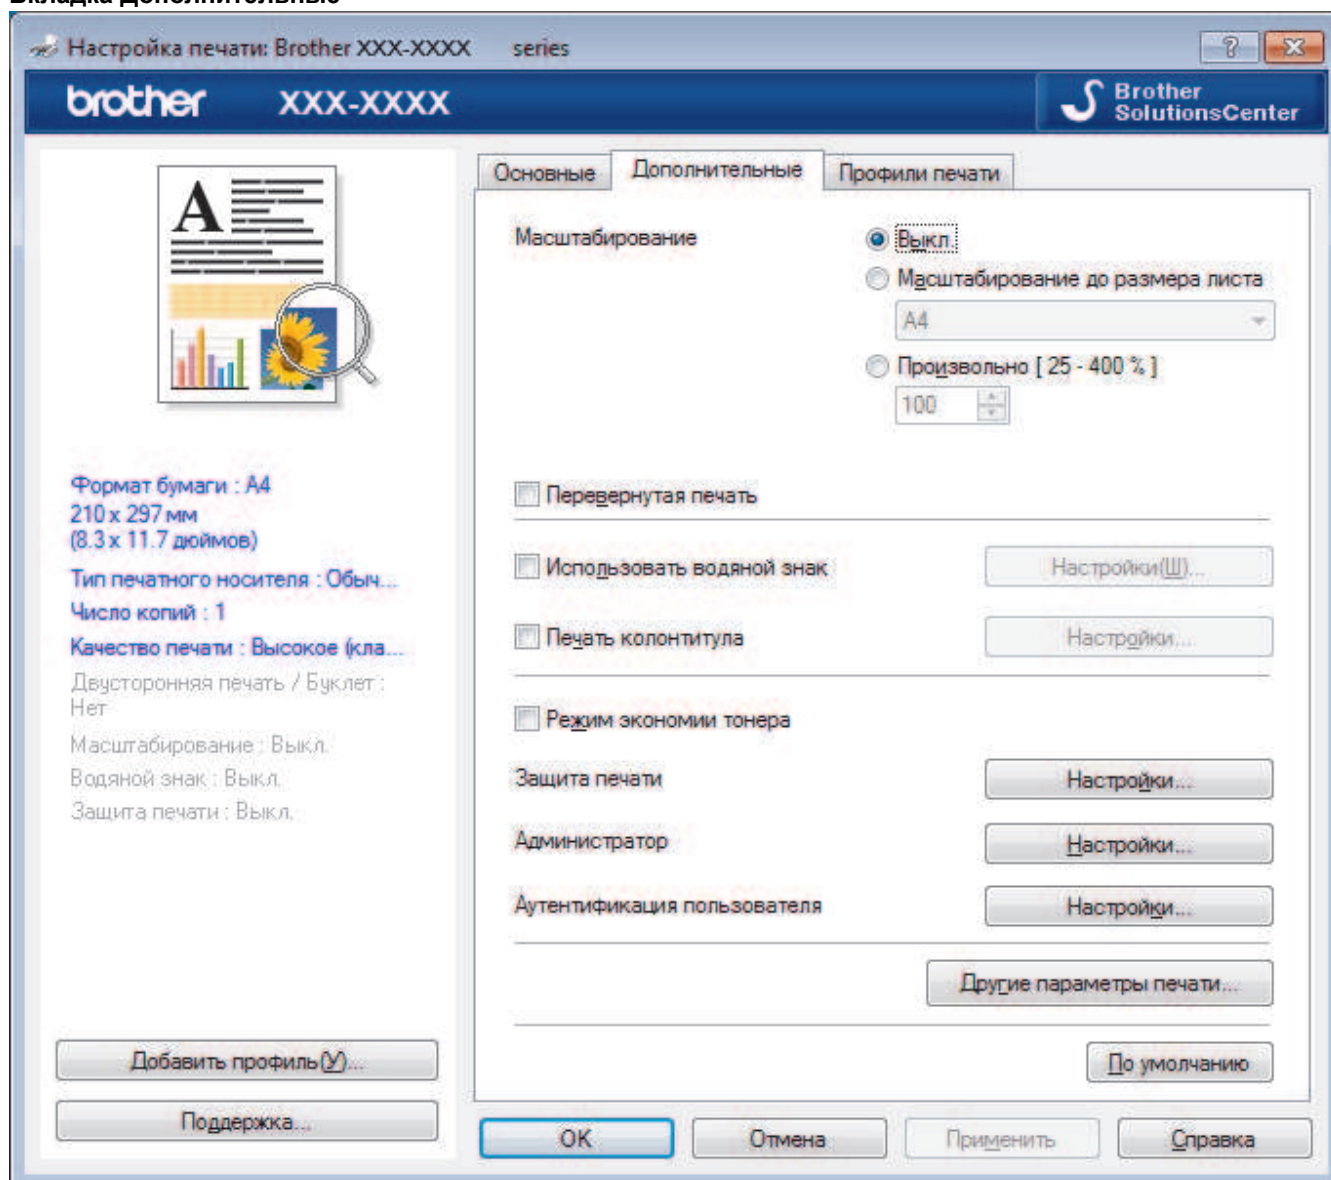 Вкладка Дополнительные
Настройка печати: Brother XXX-XXXX series
brother XXX-XXXX
Brother
SolutionsCenter
A
Формат бумаги : A4
210 x 297 мм
(8.3 x 11.7 дюймов)
Тип печатного носителя : Обыч...
Число копий : 1
Качество печати : Высокое (кла...
Двусторонняя печать / Буклет :
Нет
Масштабирование : Выкл.
Водяной знак : Выкл.
Защита печати : Выкл.
Добавить профиль(У)...
Поддержка...
Основные Дополнительные Профили печати
Масштабирование
Выкл.
Масштабирование до размера листа
A4
Произвольно [ 25 - 400 % ]
100
Перевернутая печать
Использовать водяной знак Настройки(Ш)...
Печать колонтитула Настройки...
Режим экономии тонера
Защита печати Настройки...
Администратор Настройки...
Аутентификация пользователя Настройки...
Другие параметры печати...
По умолчанию
OK Отмена Применить Справка